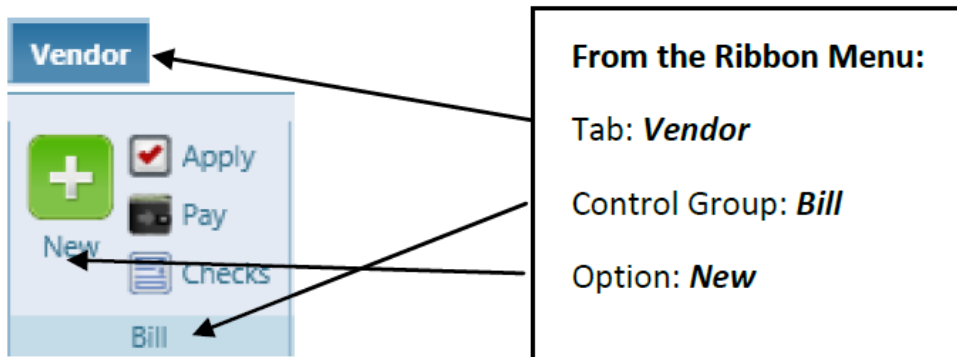 Vendor
New
Apply
Pay
Checks
Bill
From the Ribbon Menu:
Tab: Vendor
Control Group: Bill
Option: New